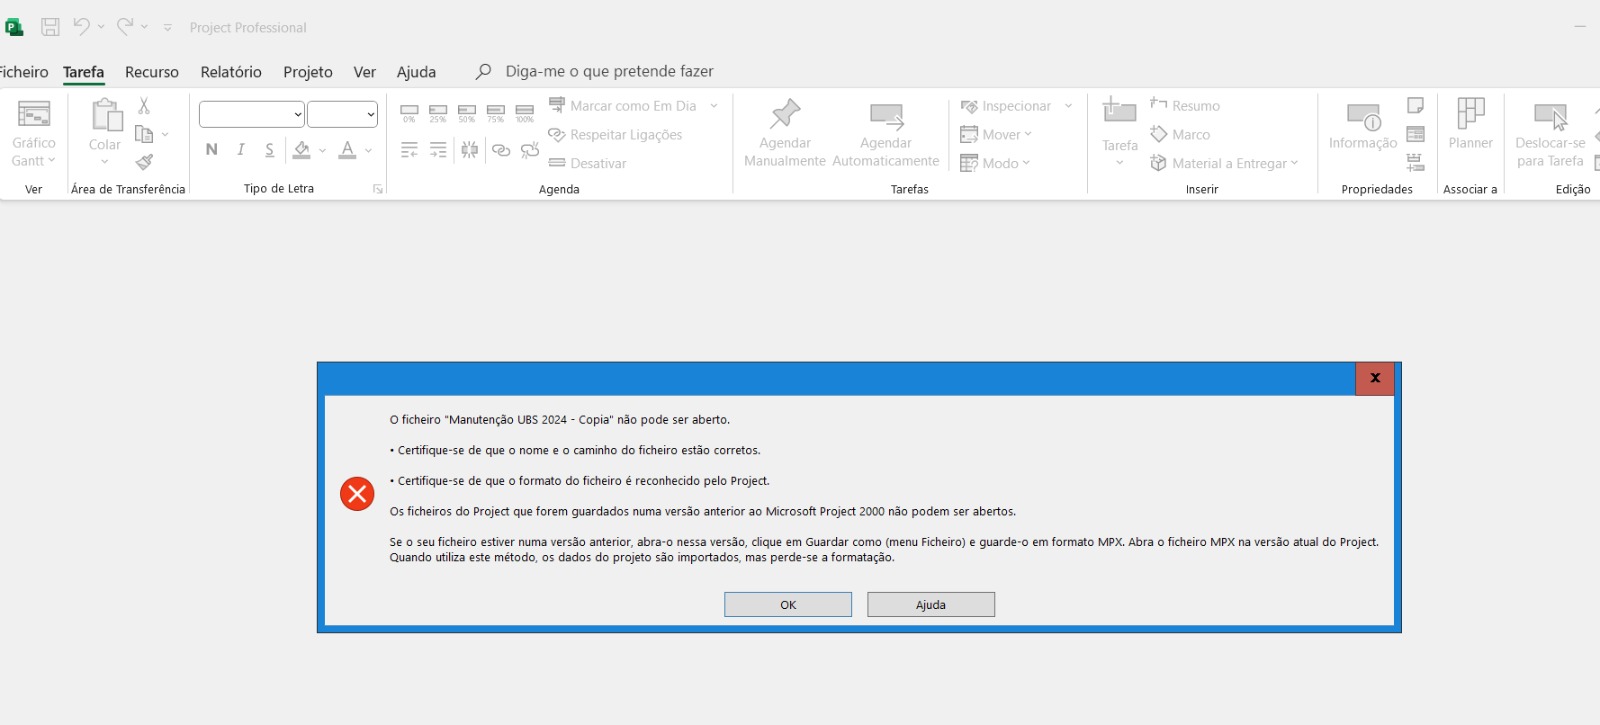 Project Professional
Ficheiro Tarefa Recurso Relatório Projeto Ver Ajuda Diga-me o que pretende fazer
Gráfico
Gantt
Ver
Colar
Área de Transferência
N I S A
Tipo de Letra
0% 25% 50% 75% 100%
Marcar como Em Dia
Respeitar Ligações
Desativar
Agenda
Agendar
Manualmente
Agendar
Automaticamente
Inspecionar
Mover
Modo
Tarefas
Tarefa
Resumo
Marco
Material a Entregar
Inserir
Informação
Propriedades
Planner
Associar a
Deslocar-se
para Tarefa
Edição
x
O ficheiro "Manutenção UBS 2024 - Copia" não pode ser aberto.
• Certifique-se de que o nome e o caminho do ficheiro estão corretos.
• Certifique-se de que o formato do ficheiro é reconhecido pelo Project.
Os ficheiros do Project que forem guardados numa versão anterior ao Microsoft Project 2000 não podem ser abertos.
Se o seu ficheiro estiver numa versão anterior, abra-o nessa versão, clique em Guardar como (menu Ficheiro) e guarde-o em formato MPX. Abra o ficheiro MPX na versão atual do Project.
Quando utiliza este método, os dados do projeto são importados, mas perde-se a formatação.
OK Ajuda